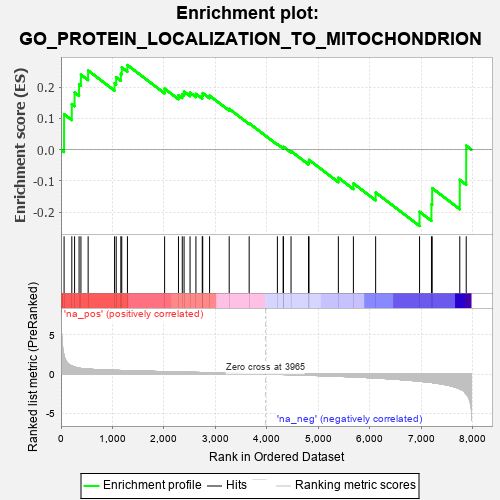 Enrichment plot:
GO_PROTEIN_LOCALIZATION_TO_MITOCHONDRION
Enrichment score (ES)
0.2
0.1
0.0
-0.1
-0.2
'na_pos' (positively correlated)
Ranked list metric (PreRanked)
5
0
-5
Zero cross at 3965
'na_neg' (negatively correlated)
0
1,000
2,000
3,000
4,000
5,000
6,000
7,000
8,000
Rank in Ordered Dataset
Enrichment profile
Hits
Ranking metric scores